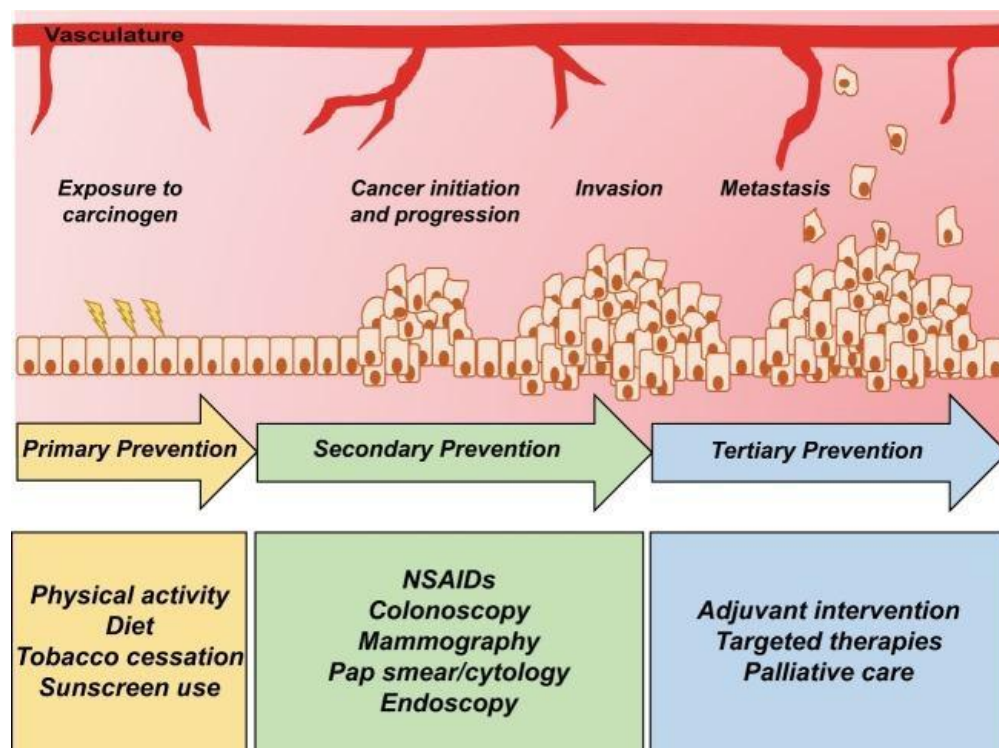 Vasculature
Exposure to
carcinogen
Cancer initiation
and progression
Invasion
Metastasis
Primary Prevention
Secondary Prevention
Tertiary Prevention
Physical activity
Diet
Tobacco cessation
Sunscreen use
NSAIDs
Colonoscopy
Mammography
Pap smear/cytology
Endoscopy
Adjuvant intervention
Targeted therapies
Palliative care